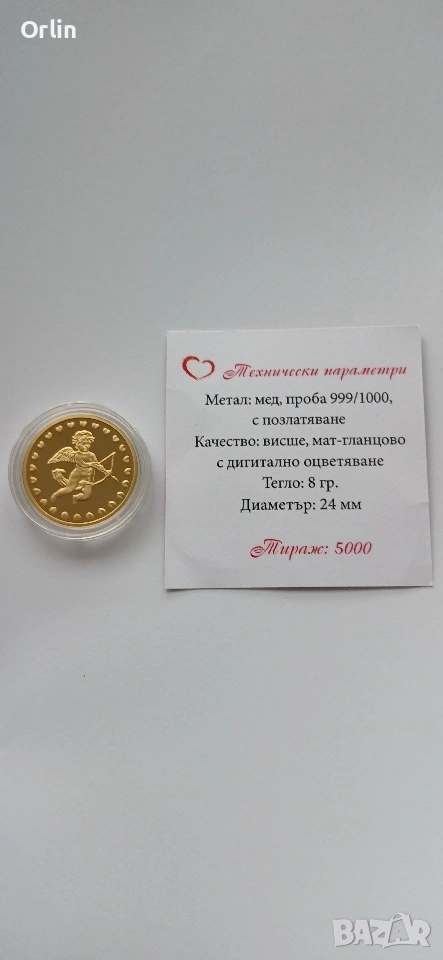 Orlin
Технически параметри
Метал: мед, проба 999/1000,
с позлатяване
Качество: висше, мат-гланцово
с дигитално оцветяване
Тегло: 8 гр.
Диаметър: 24 мм
Тираж: 5000
BAZAR